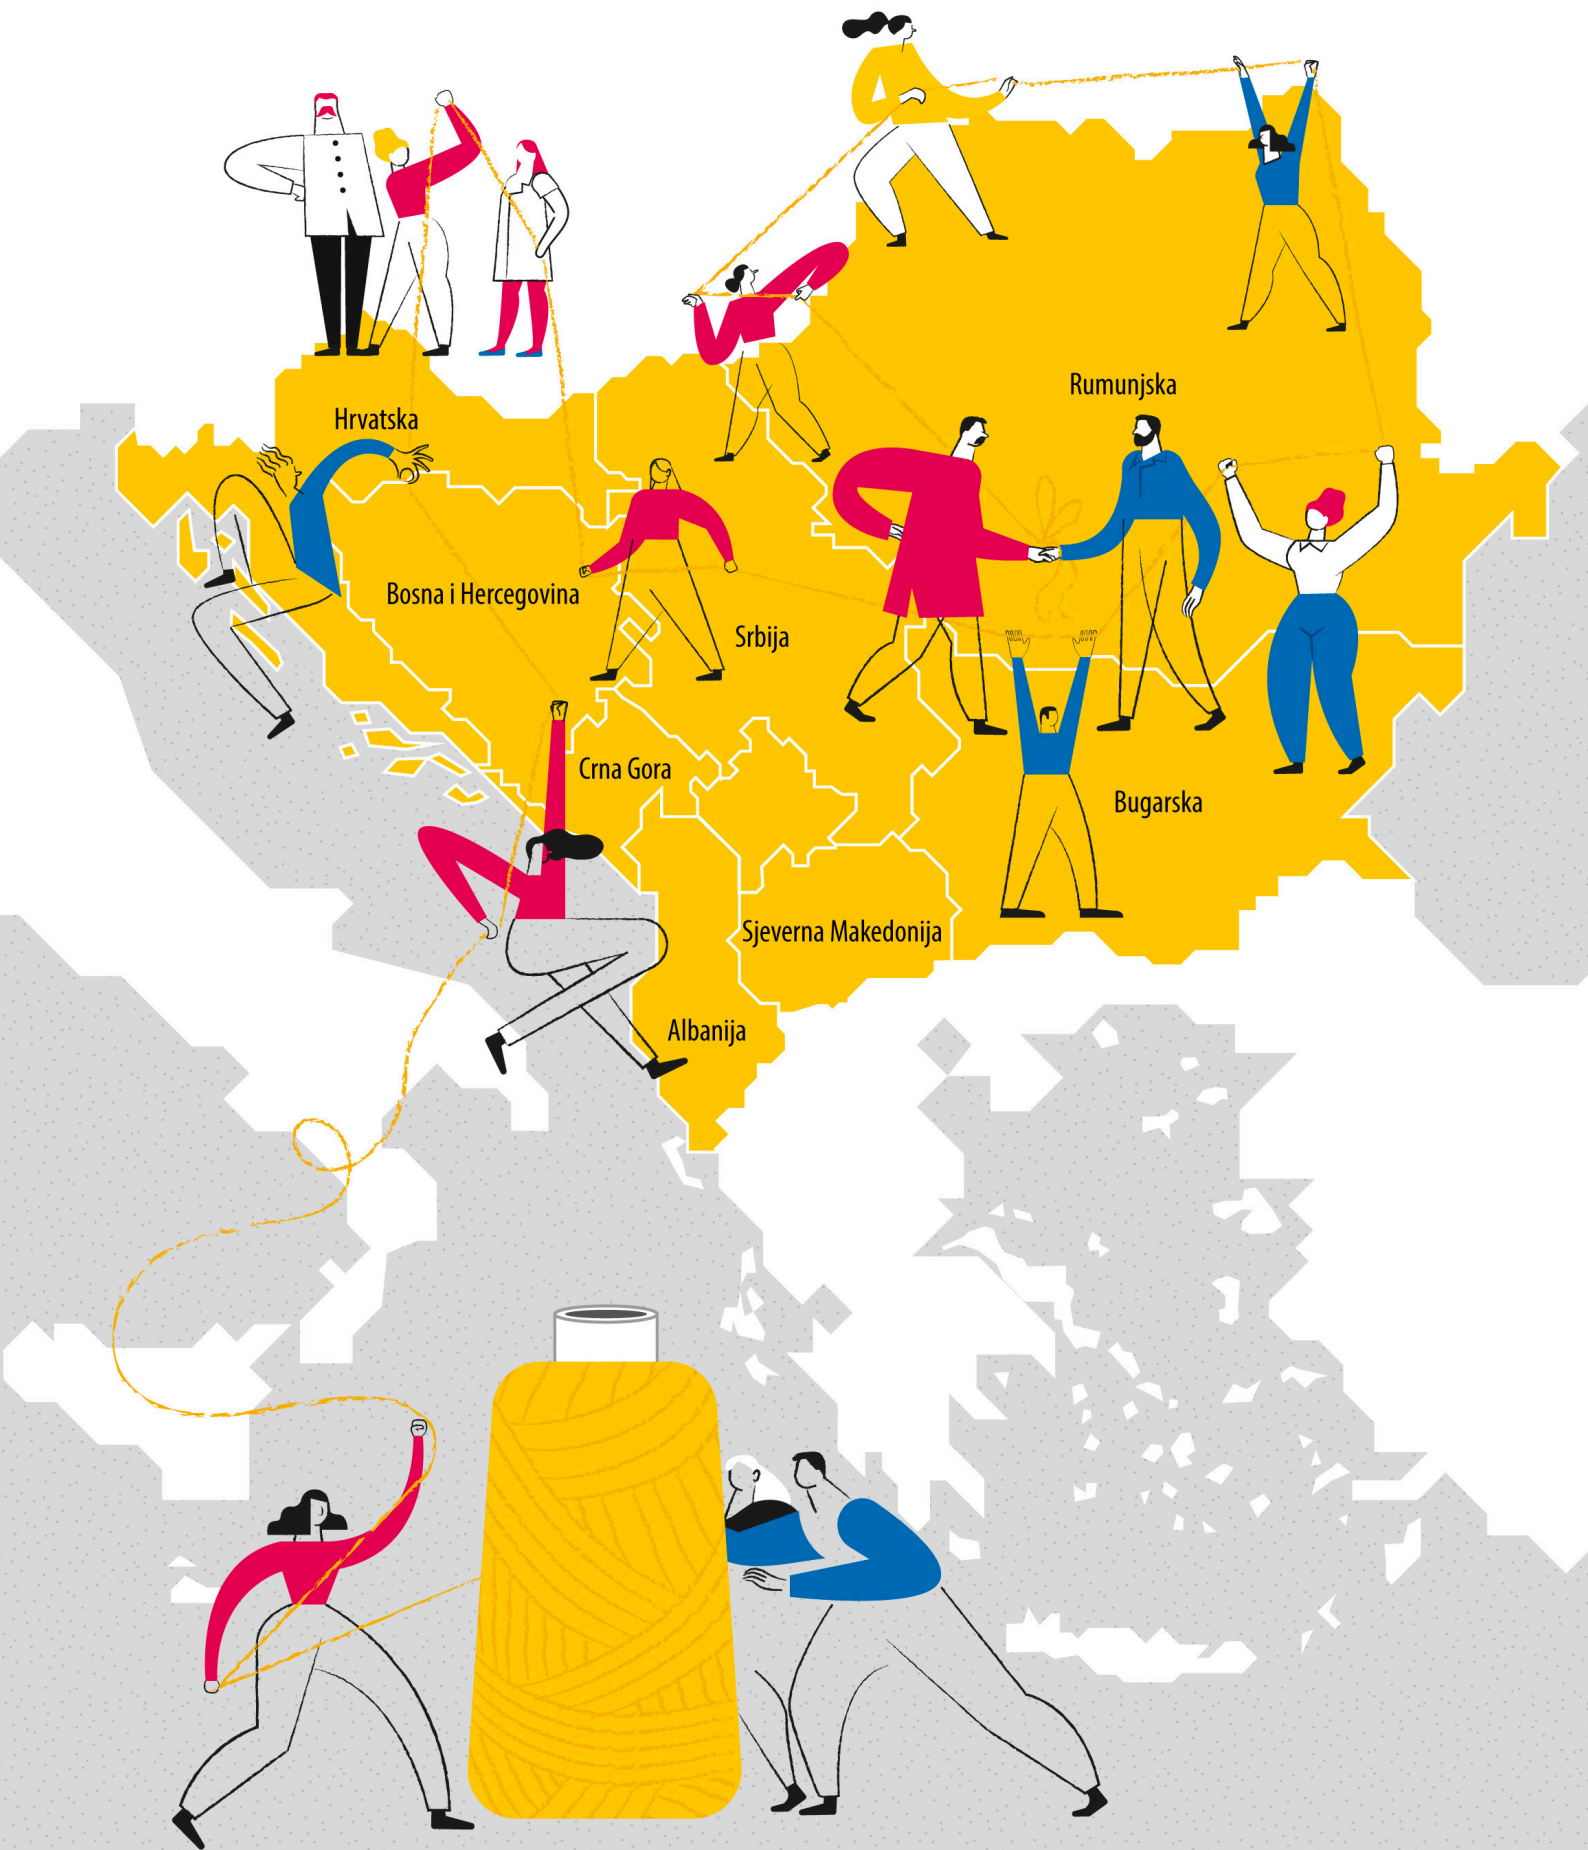 Rumunjska
Hrvatska
Bosna i Hercegovina
Srbija
Crna Gora
Bugarska
Sjeverna Makedonija
Albanija